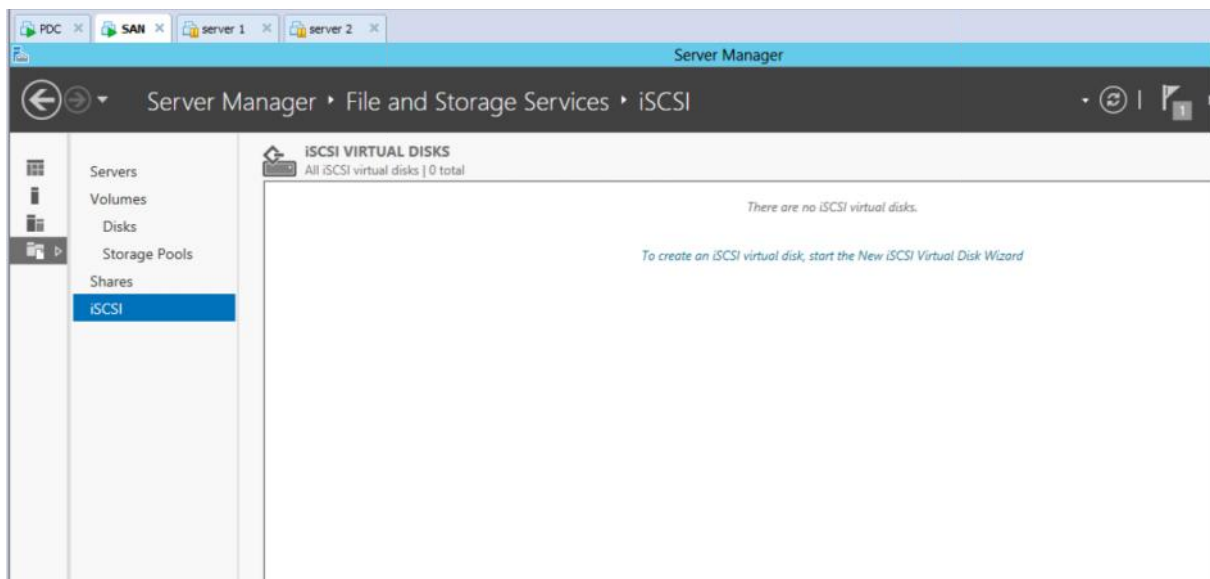 PDC SAN server 1 server 2
Server Manager
Server Manager File and Storage Services iSCSI
1
iSCSI VIRTUAL DISKS
All iSCSI virtual disks | 0 total
Servers
Volumes
Disks
Storage Pools
Shares
iSCSI
There are no iSCSI virtual disks.
To create an iSCSI virtual disk, start the New iSCSI Virtual Disk Wizard